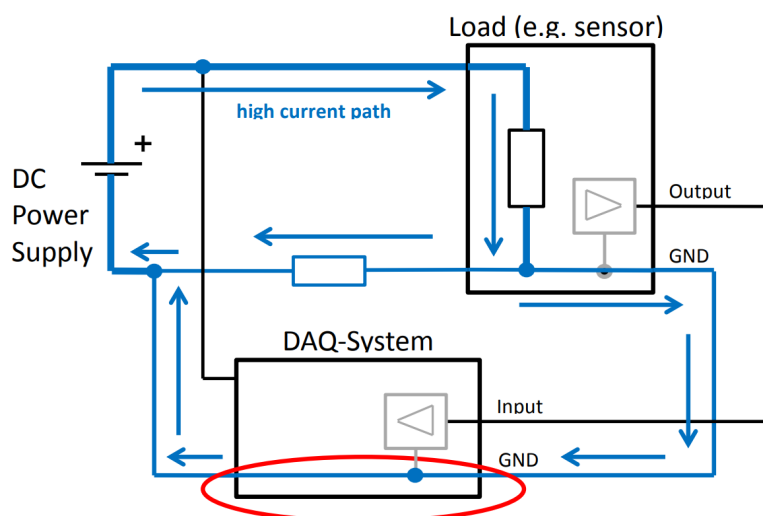 Load (e.g. sensor)
high current path
+
DC
Power
Supply
Output
GND
DAQ-System
Input
GND